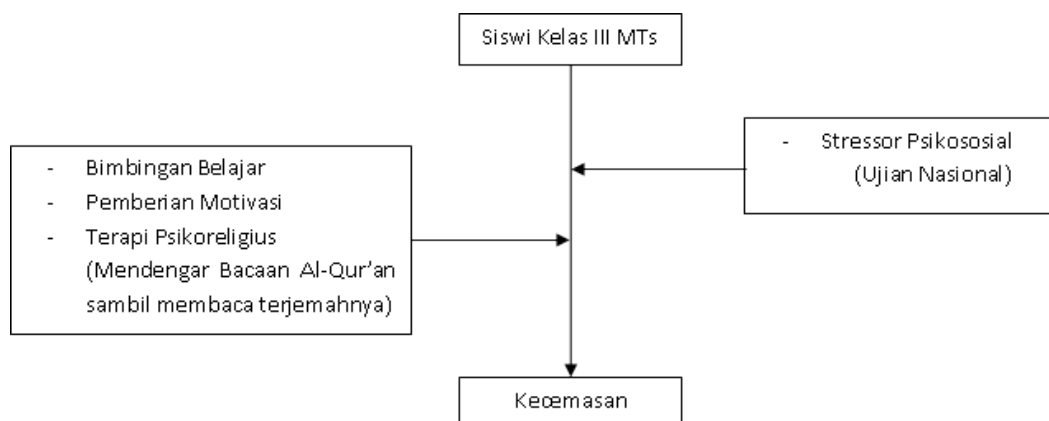 Siswi Kelas III MTs
- Stressor Psikososial
(Ujian Nasional)
- Bimbingan Belajar
- Pemberian Motivasi
- Terapi Psikoreligius
(Mendengar Bacaan Al-Qur'an
sambil membaca terjemahnya)
Kecemasan